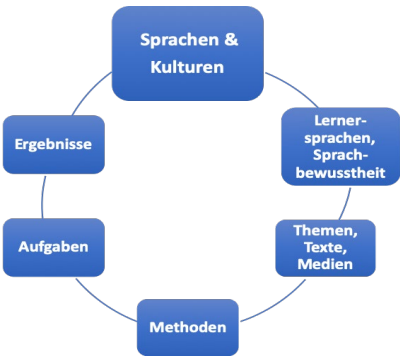 Sprachen &
Kulturen
Lerner-
sprachen,
Sprach-
bewusstheit
Themen,
Texte,
Medien
Methoden
Aufgaben
Ergebnisse